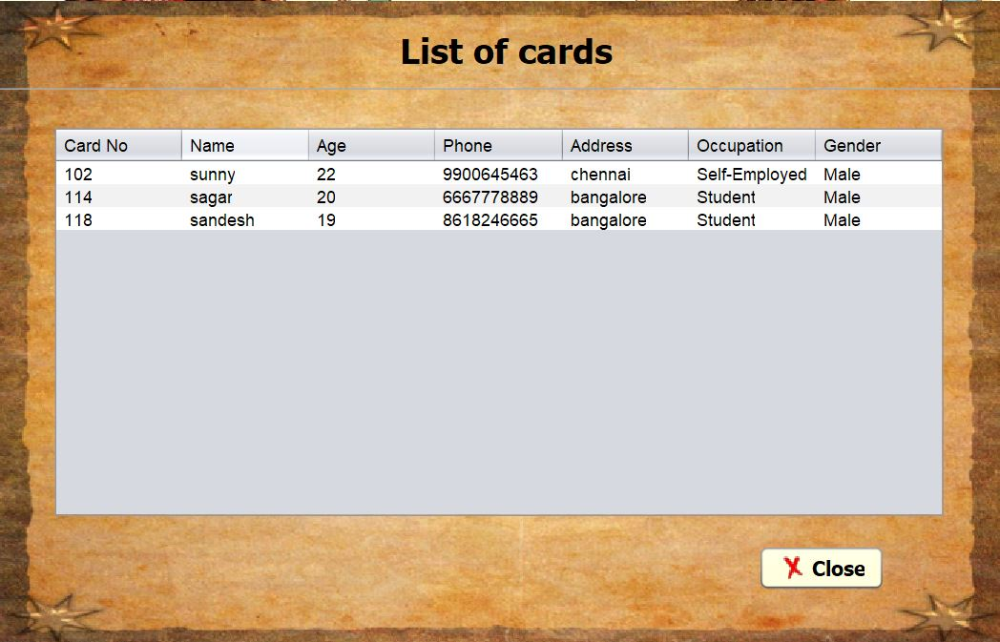 List of cards
Card No Name Age Phone Address Occupation Gender
102 sunny 22 9900645463 chennai Self-Employed Male
114 sagar 20 6667778889 bangalore Student Male
118 sandesh 19 8618246665 bangalore Student Male
Close